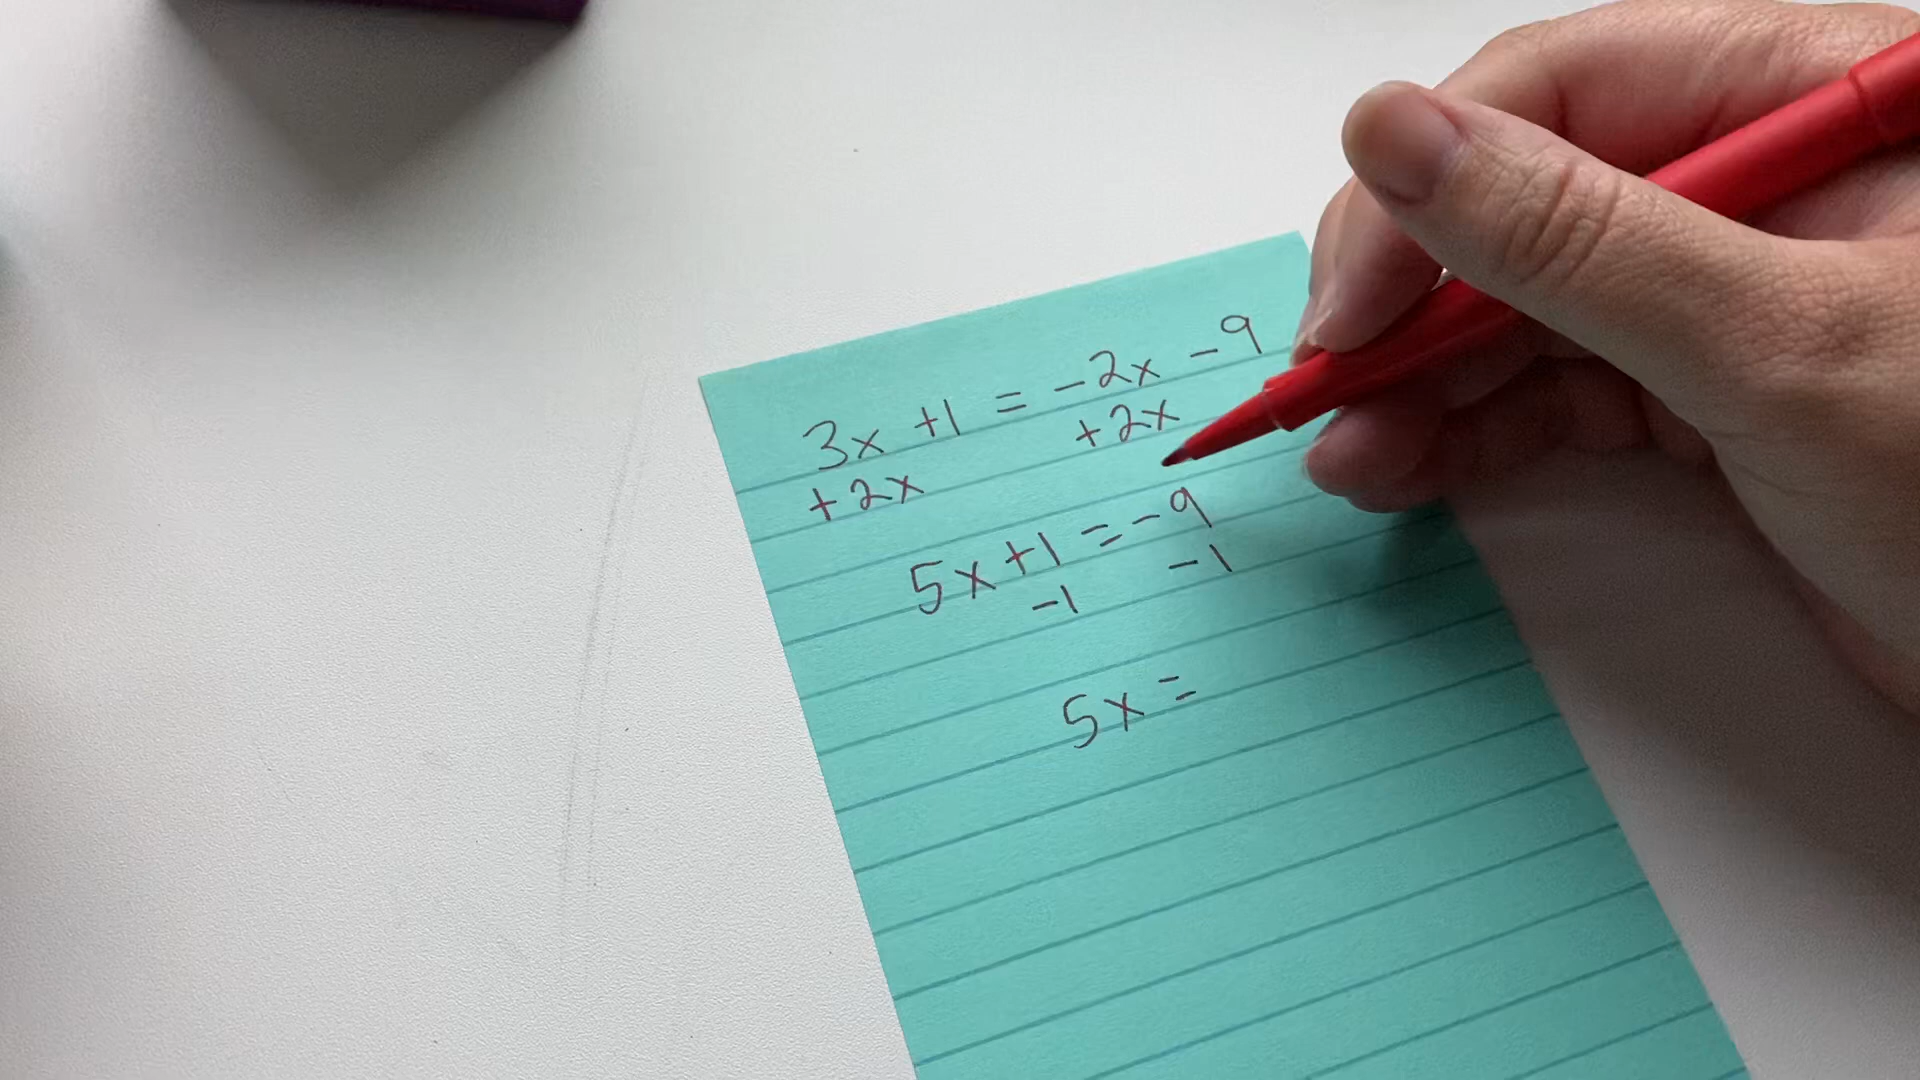 3x +1 = -2x -9
+2x +2x
5x+1 = -9
-1 -1
5x =